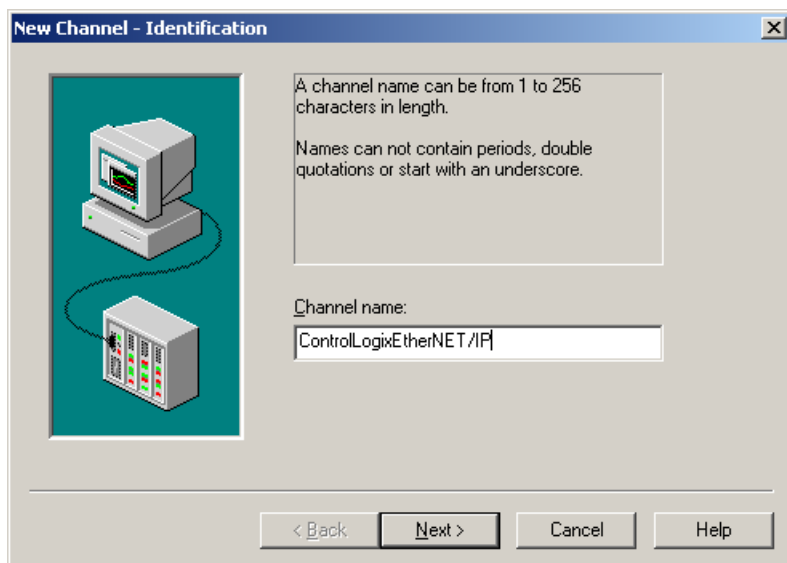 New Channel - Identification
A channel name can be from 1 to 256
characters in length.
Names can not contain periods, double
quotations or start with an underscore.
Channel name:
ControlLogixEtherNET/IP
< Back Next > Cancel Help